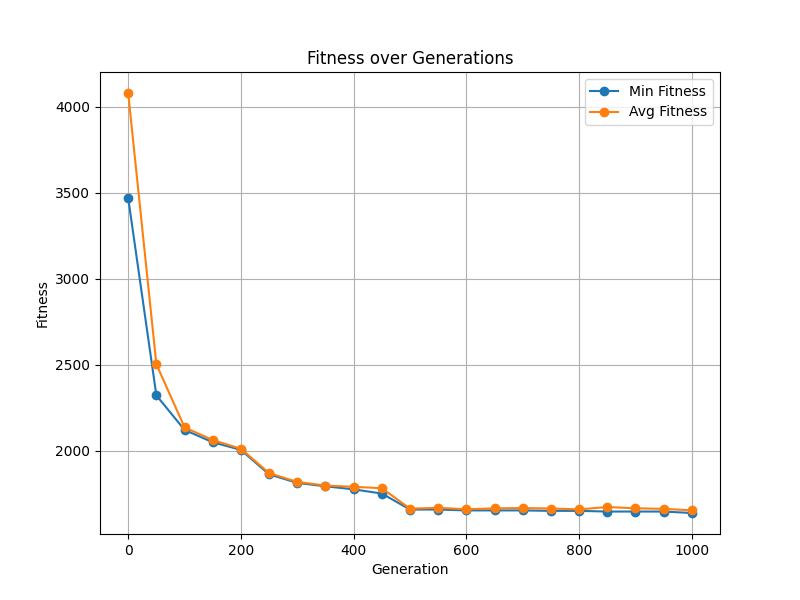 Fitness over Generations
Min Fitness
Avg Fitness
4000
3500
3000
2500
2000
Fitness
0 200 400 600 800 1000
Generation